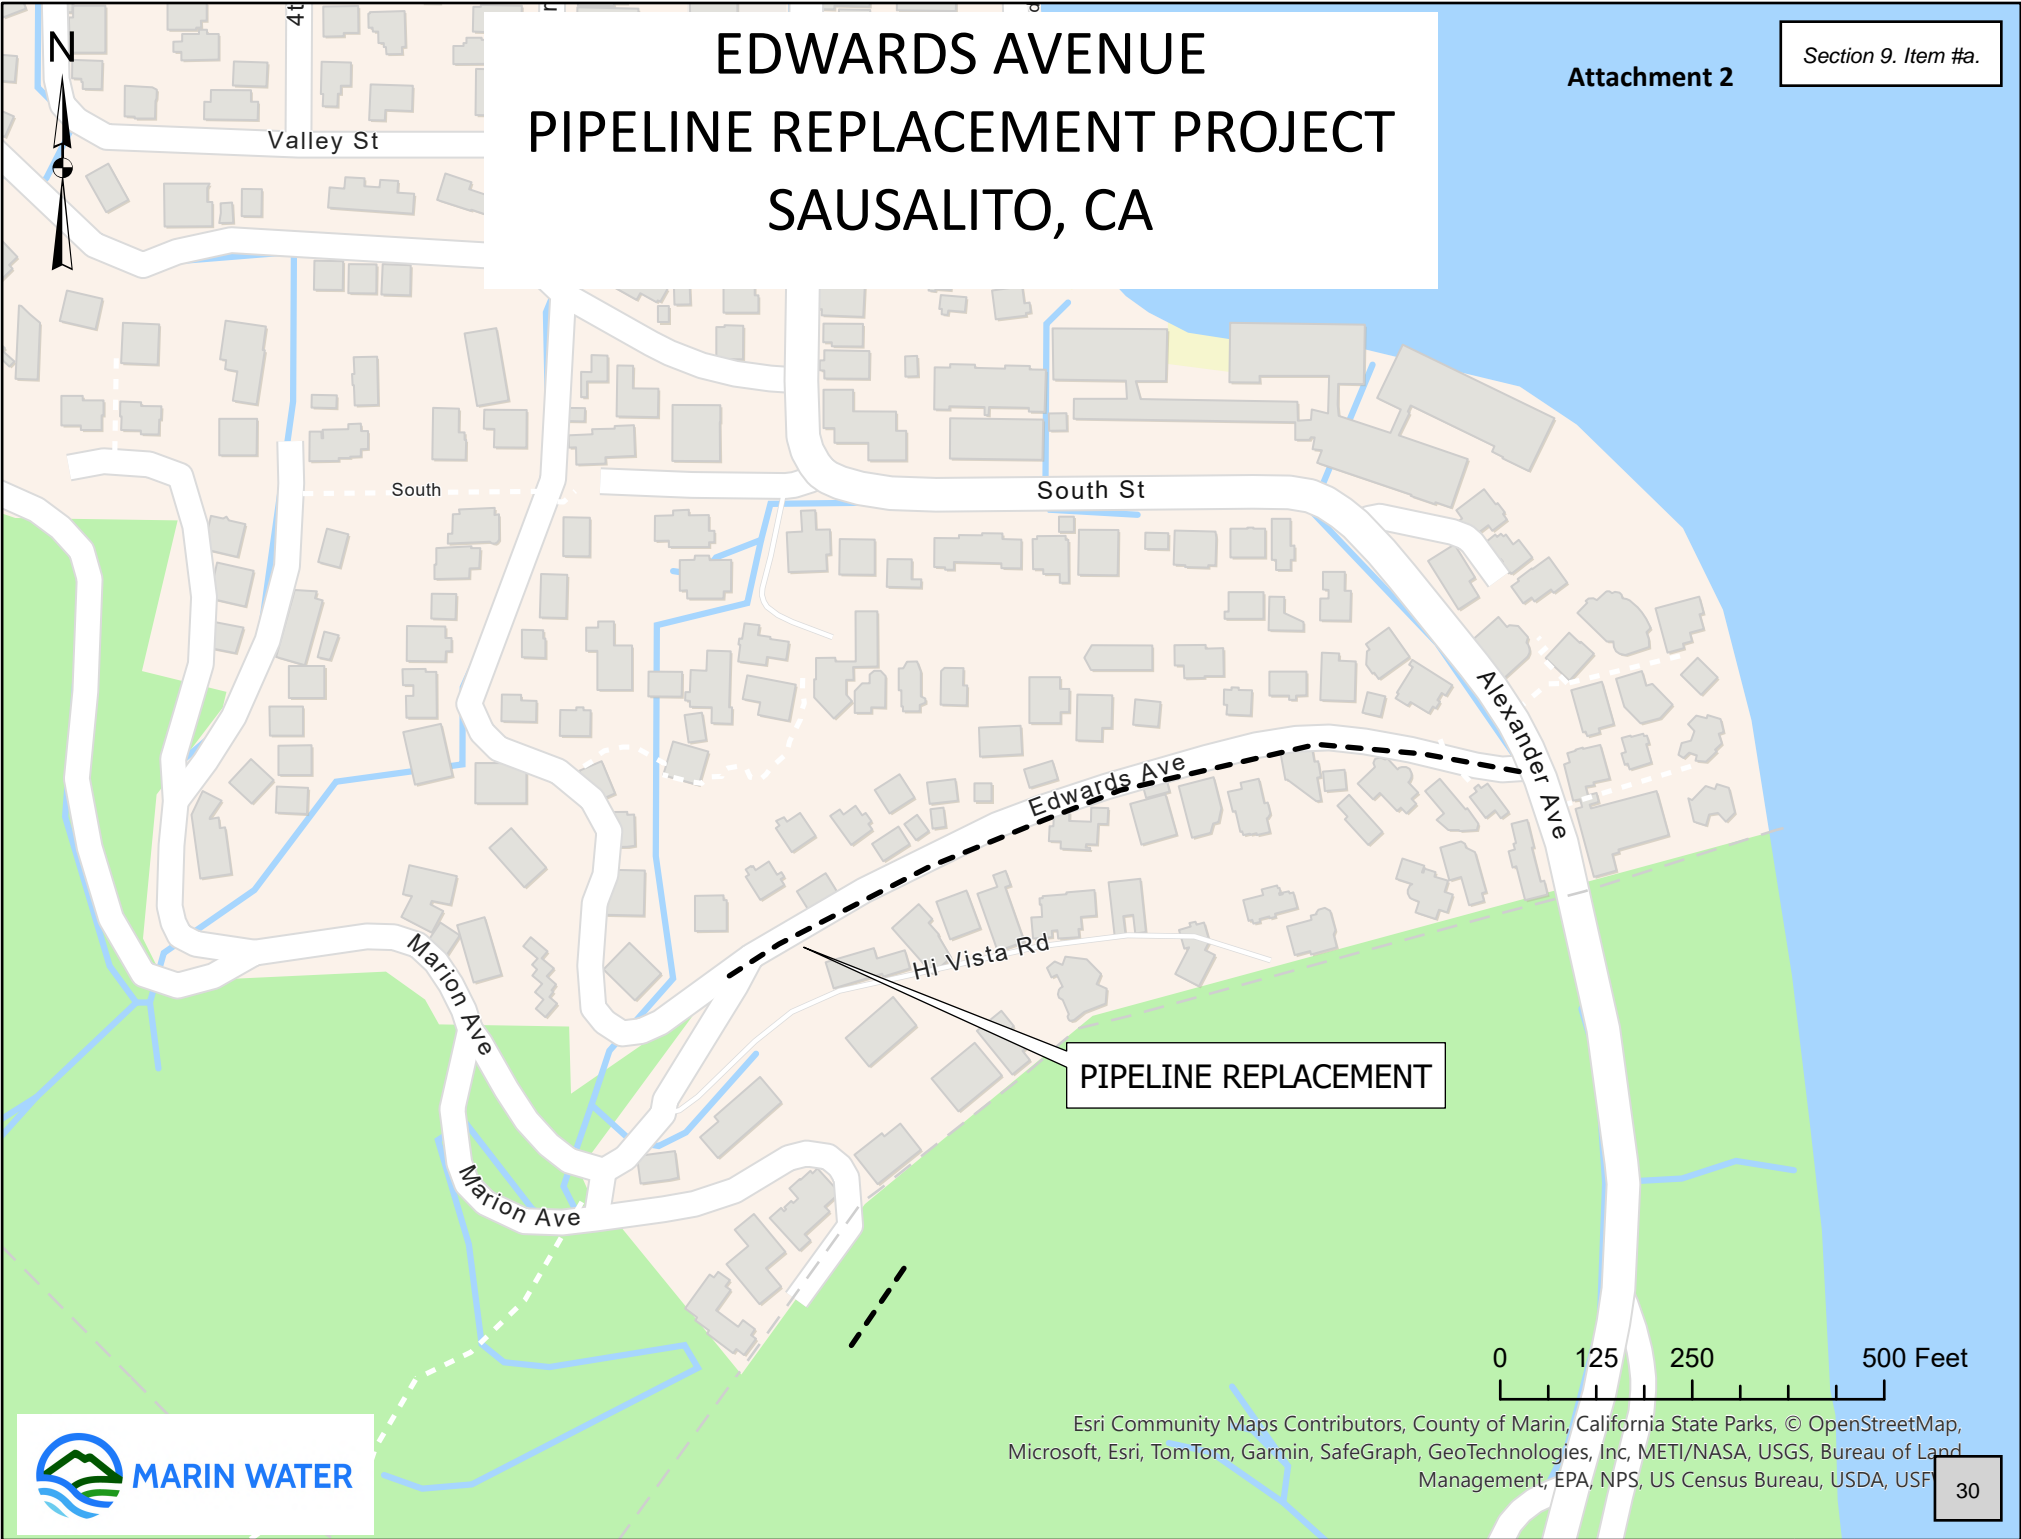 N
EDWARDS AVENUE
PIPELINE REPLACEMENT PROJECT
SAUSALITO, CA
Attachment 2
Section 9. Item #a.
Valley St
South
South St
Alexander Ave
Edwards Ave
Hi Vista Rd
Marion Ave
Marion Ave
PIPELINE REPLACEMENT
0 125 250 500 Feet
Esri Community Maps Contributors, County of Marin, California State Parks, © OpenStreetMap,
Microsoft, Esri, TomTom, Garmin, SafeGraph, GeoTechnologies, Inc, METI/NASA, USGS, Bureau of Land
Management, EPA, NPS, US Census Bureau, USDA,
30
MARIN WATER